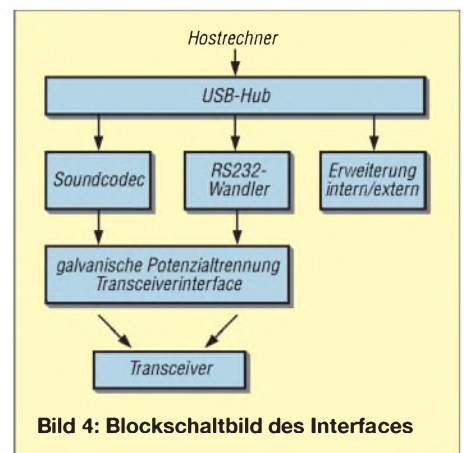 Hostrechner
USB-Hub
Soundcodec
RS232-
Wandler
Erweiterung
intern/extern
galvanische Potenzialtrennung
Transceiverinterface
Transceiver
Bild 4: Blockschaltbild des Interfaces